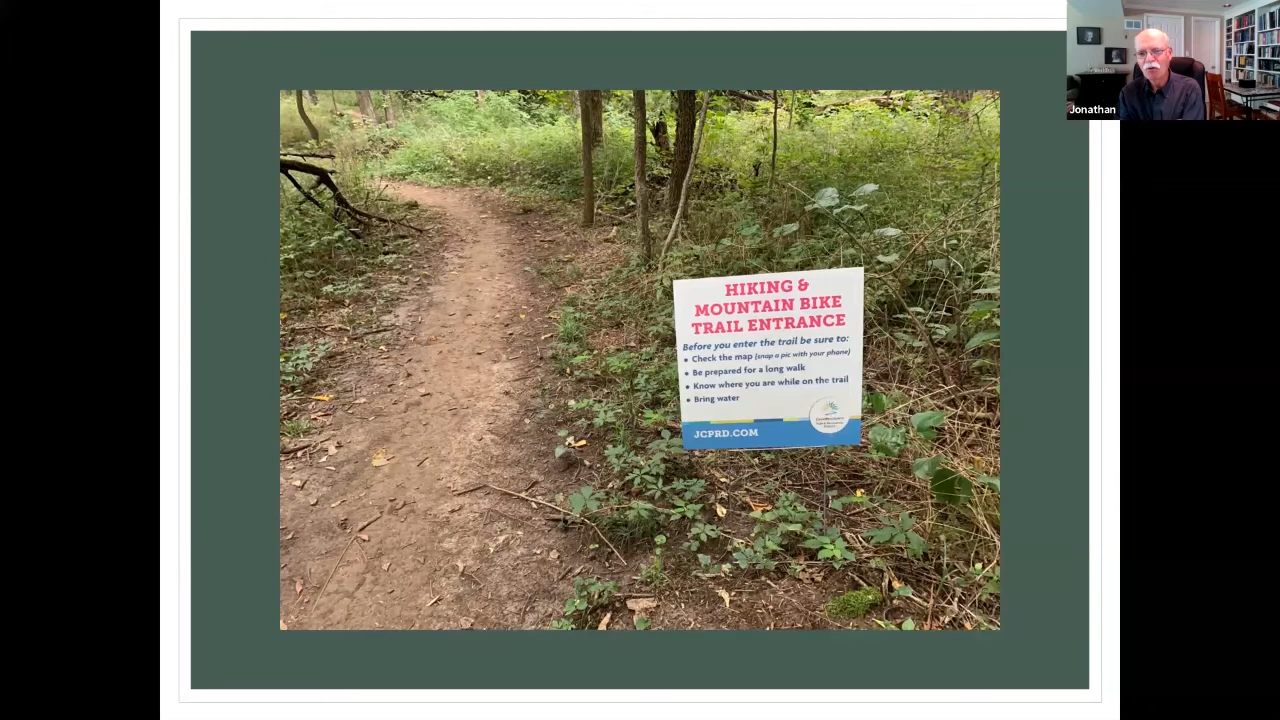 Jonathan
HIKING &
MOUNTAIN BIKE
TRAIL ENTRANCE
Before you enter the trail be sure to:
• Check the map (snap a pic with your phone)
• Be prepared for a long walk
• Know where you are while on the trail
• Bring water
JCPRD.COM